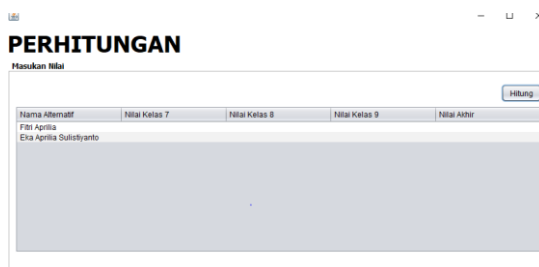 PERHITUNGAN
Masukan Nilai
Hitung
Nama Alternatif Nilai Kelas 7 Nilai Kelas 8 Nilai Kelas 9 Nilai Akhir
Fitri Aprilia
Eka Aprilia Sulistiyanto